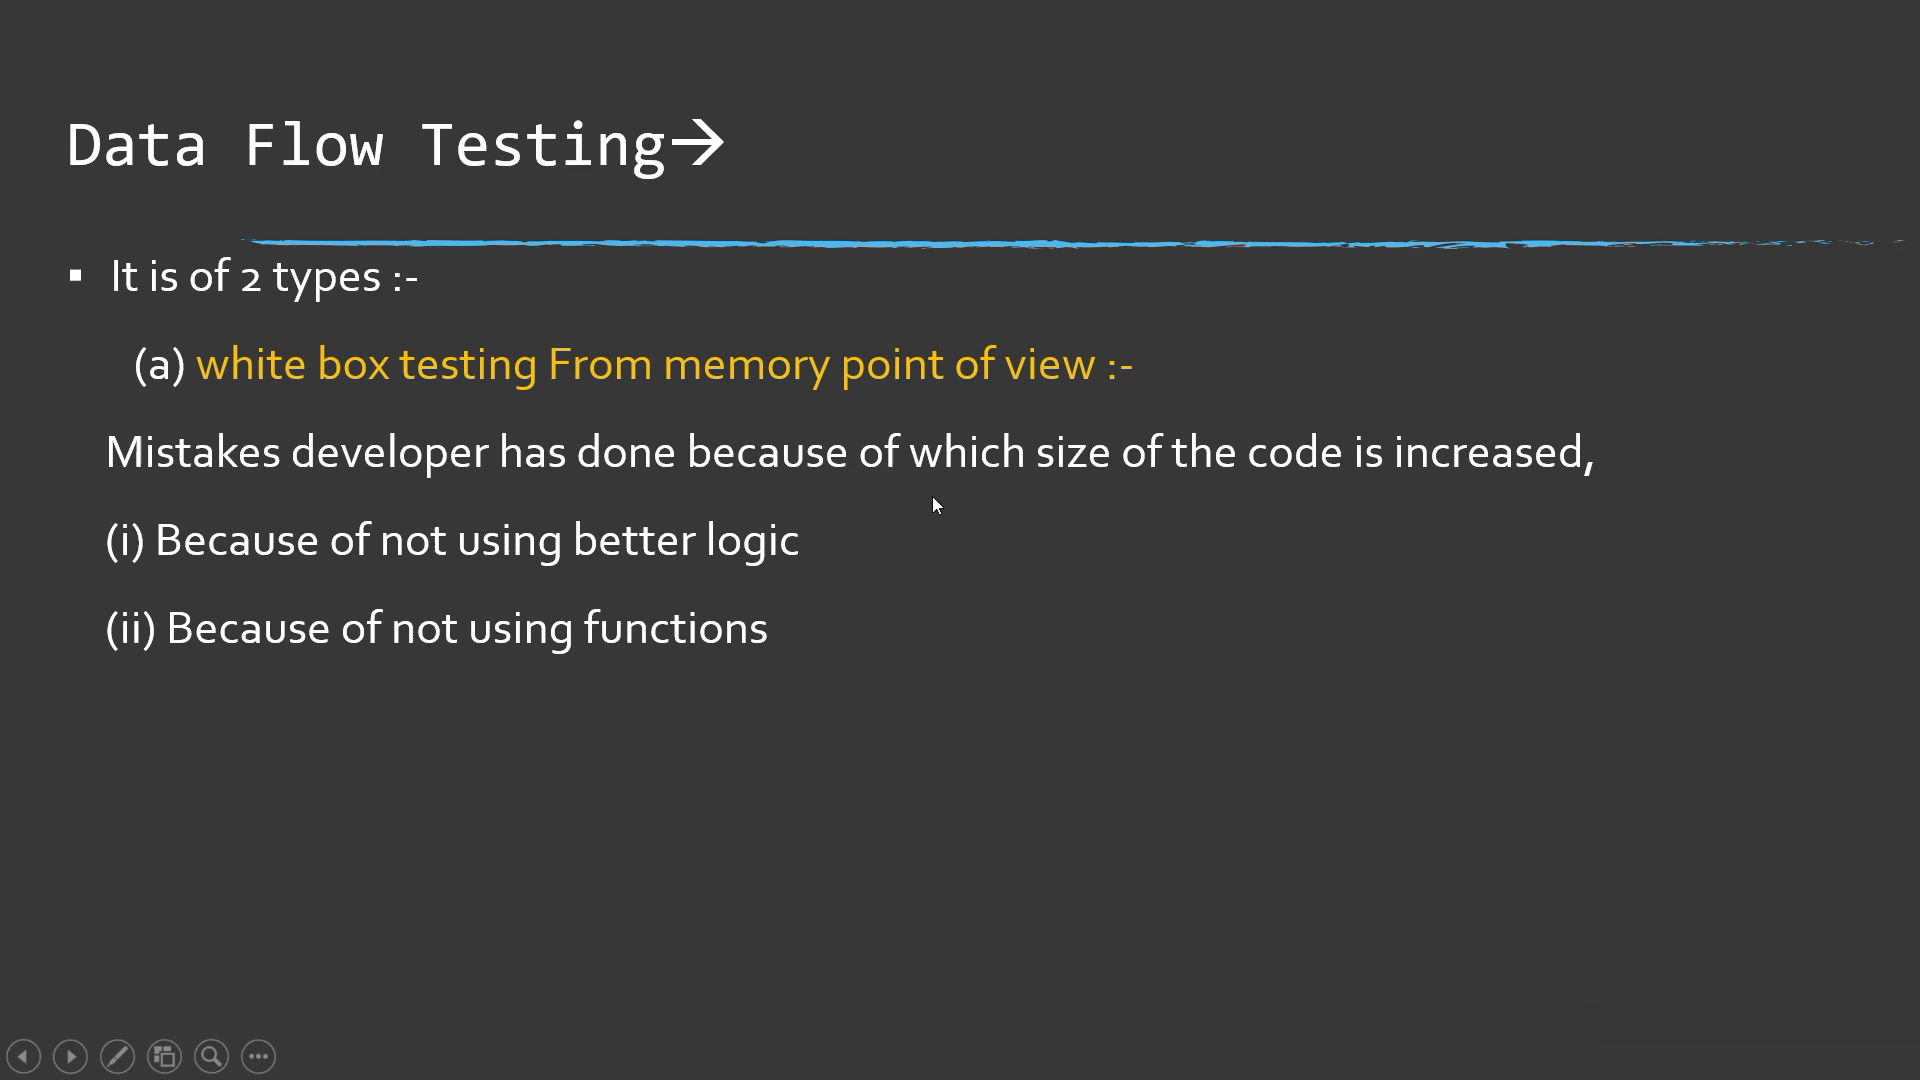 Data Flow Testing→
▪ It is of 2 types :-
(a) white box testing From memory point of view :-
Mistakes developer has done because of which size of the code is increased,
(i) Because of not using better logic
(ii) Because of not using functions